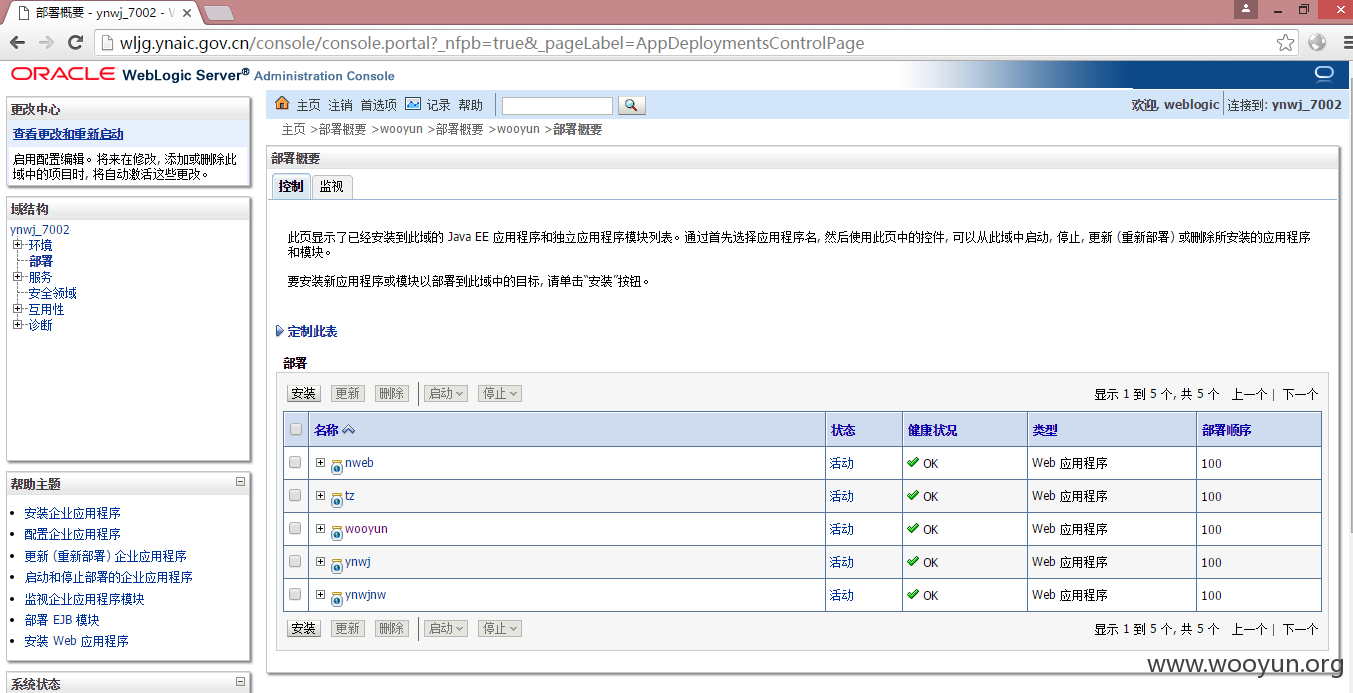 部署概要 - ynwj_7002 - W
wljg.ynaic.gov.cn/console/console.portal?_nfpb=true&_pageLabel=AppDeploymentsControlPage
ORACLE WebLogic Server® Administration Console
更改中心
查看更改和重新启动
启用配置编辑。将来在修改, 添加或删除此
域中的项目时, 将自动激活这些更改。
域结构
ynwj_7002
环境
部署
服务
安全领域
互用性
诊断
帮助主题
安装企业应用程序
配置企业应用程序
更新 (重新部署) 企业应用程序
启动和停止部署的企业应用程序
监视企业应用程序模块
部署 EJB 模块
安装 Web 应用程序
系统状态
主页 注销 首选项 记录 帮助
欢迎, weblogic 连接到: ynwj_7002
主页 >部署概要 >wooyun >部署概要 >wooyun >部署概要
部署概要
控制 监视
此页显示了已经安装到此域的 Java EE 应用程序和独立应用程序模块列表。通过首先选择应用程序名, 然后使用此页中的控件, 可以从此域中启动, 停止, 更新 (重新部署) 或删除所安装的应用程序
和模块。
要安装新应用程序或模块以部署到此域中的目标, 请单击"安装"按钮。
定制此表
部署
安装 更新 删除 启动 停止 显示 1 到 5 个, 共 5 个 上一个 | 下一个
名称 状态 健康状况 类型 部署顺序
nweb 活动 OK Web 应用程序 100
tz 活动 OK Web 应用程序 100
wooyun 活动 OK Web 应用程序 100
ynwj 活动 OK Web 应用程序 100
ynwjnw 活动 OK Web 应用程序 100
安装 更新 删除 启动 停止 显示 1 到 5 个, 共 5 个 上一个 | 下一个
www.wooyun.org